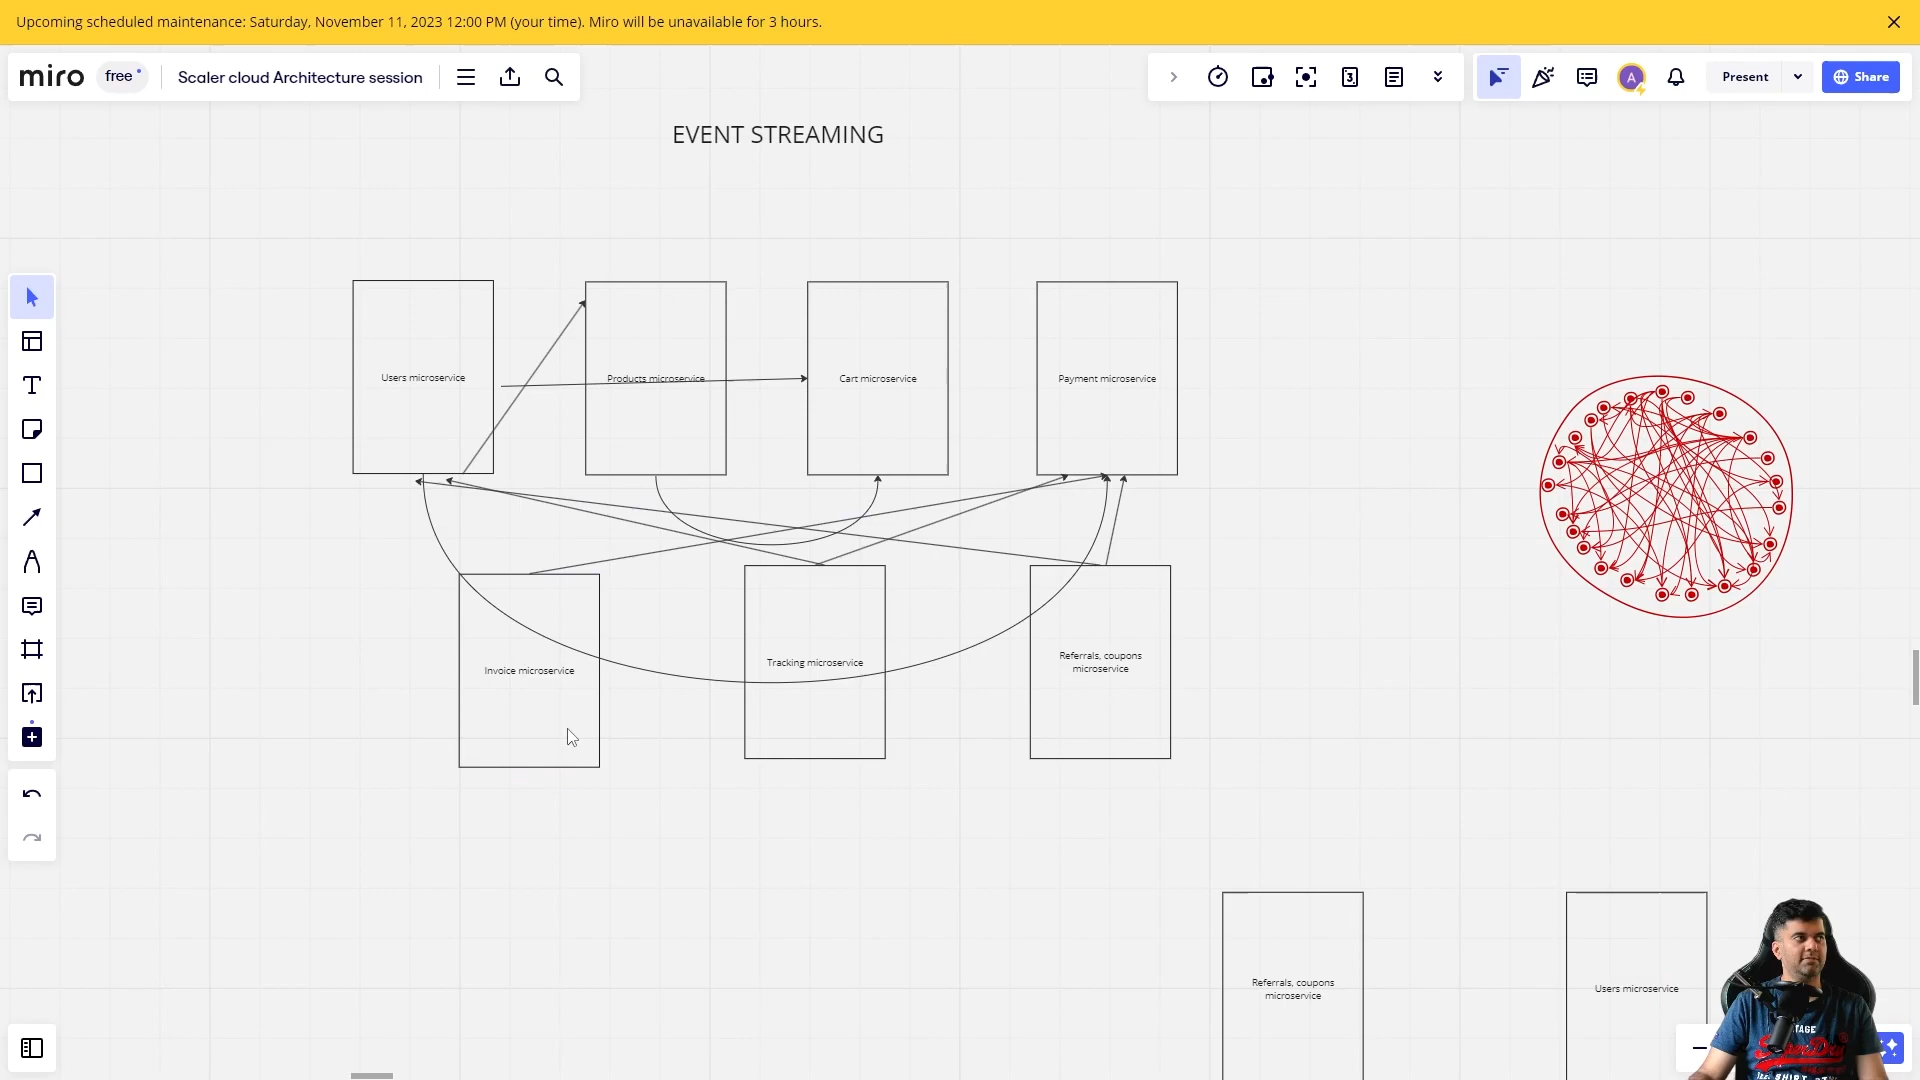 Upcoming scheduled maintenance: Saturday, November 11, 2023 12:00 PM (your time). Miro will be unavailable for 3 hours.
miro free Scaler cloud Architecture session
3
A
Present
Share
EVENT STREAMING
Users microservice
Products microservice
Cart microservice
Payment microservice
Invoice microservice
Tracking microservice
Referrals, coupons
microservice
Referrals, coupons
microservice
Users microservice